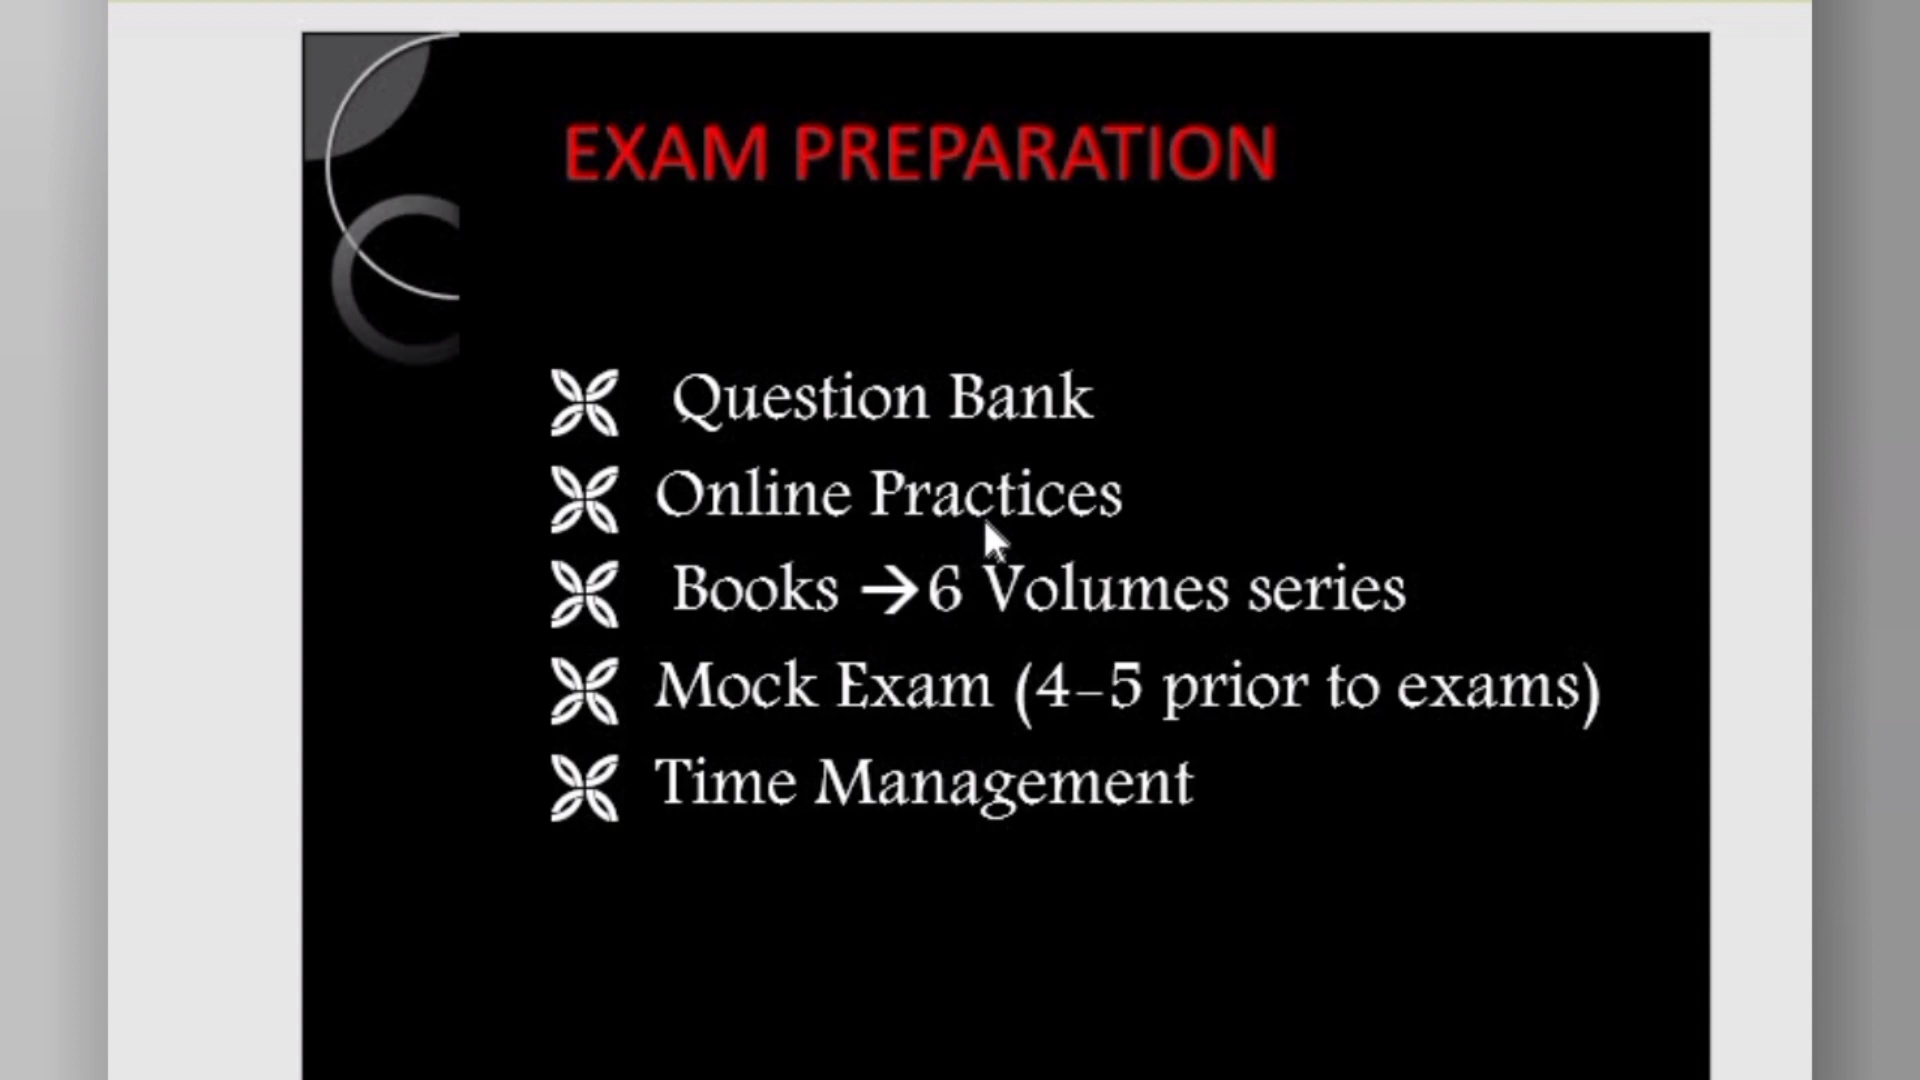 EXAM PREPARATION
Question Bank
Online Practices
Books →6 Volumes series
Mock Exam (4-5 prior to exams)
Time Management